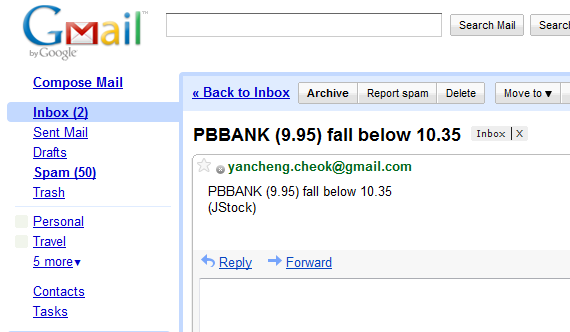 Gmail™
by Google
Search Mail
Search
Compose Mail
Inbox (2)
Sent Mail
Drafts
Spam (50)
Trash
Personal
Travel
5 more▼
Contacts
Tasks
« Back to Inbox
Archive
Report spam
Delete
Move to ▼
PBBANK (9.95) fall below 10.35
Inbox | X
yancheng.cheok@gmail.com
PBBANK (9.95) fall below 10.35
(JStock)
Reply
Forward